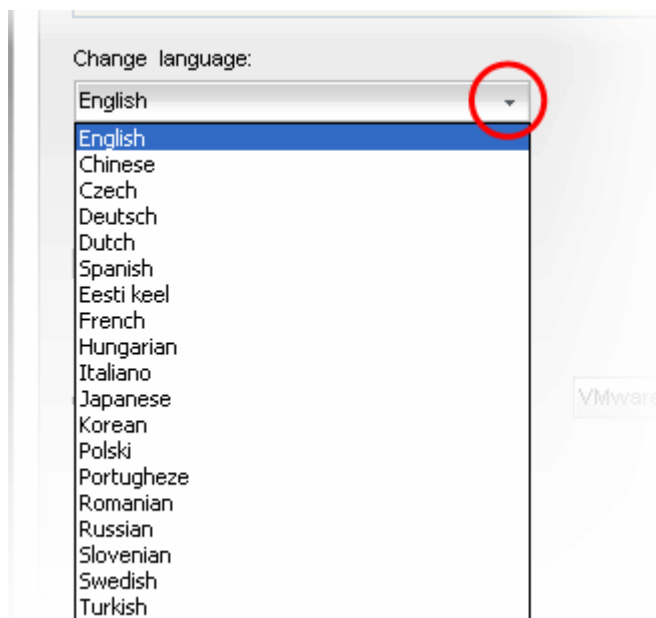 Change language:
English
English
Chinese
Czech
Deutsch
Dutch
Spanish
Eesti keel
French
Hungarian
Italiano
Japanese
Korean
Polski
Portugheze
Romanian
Russian
Slovenian
Swedish
Turkish
VMware